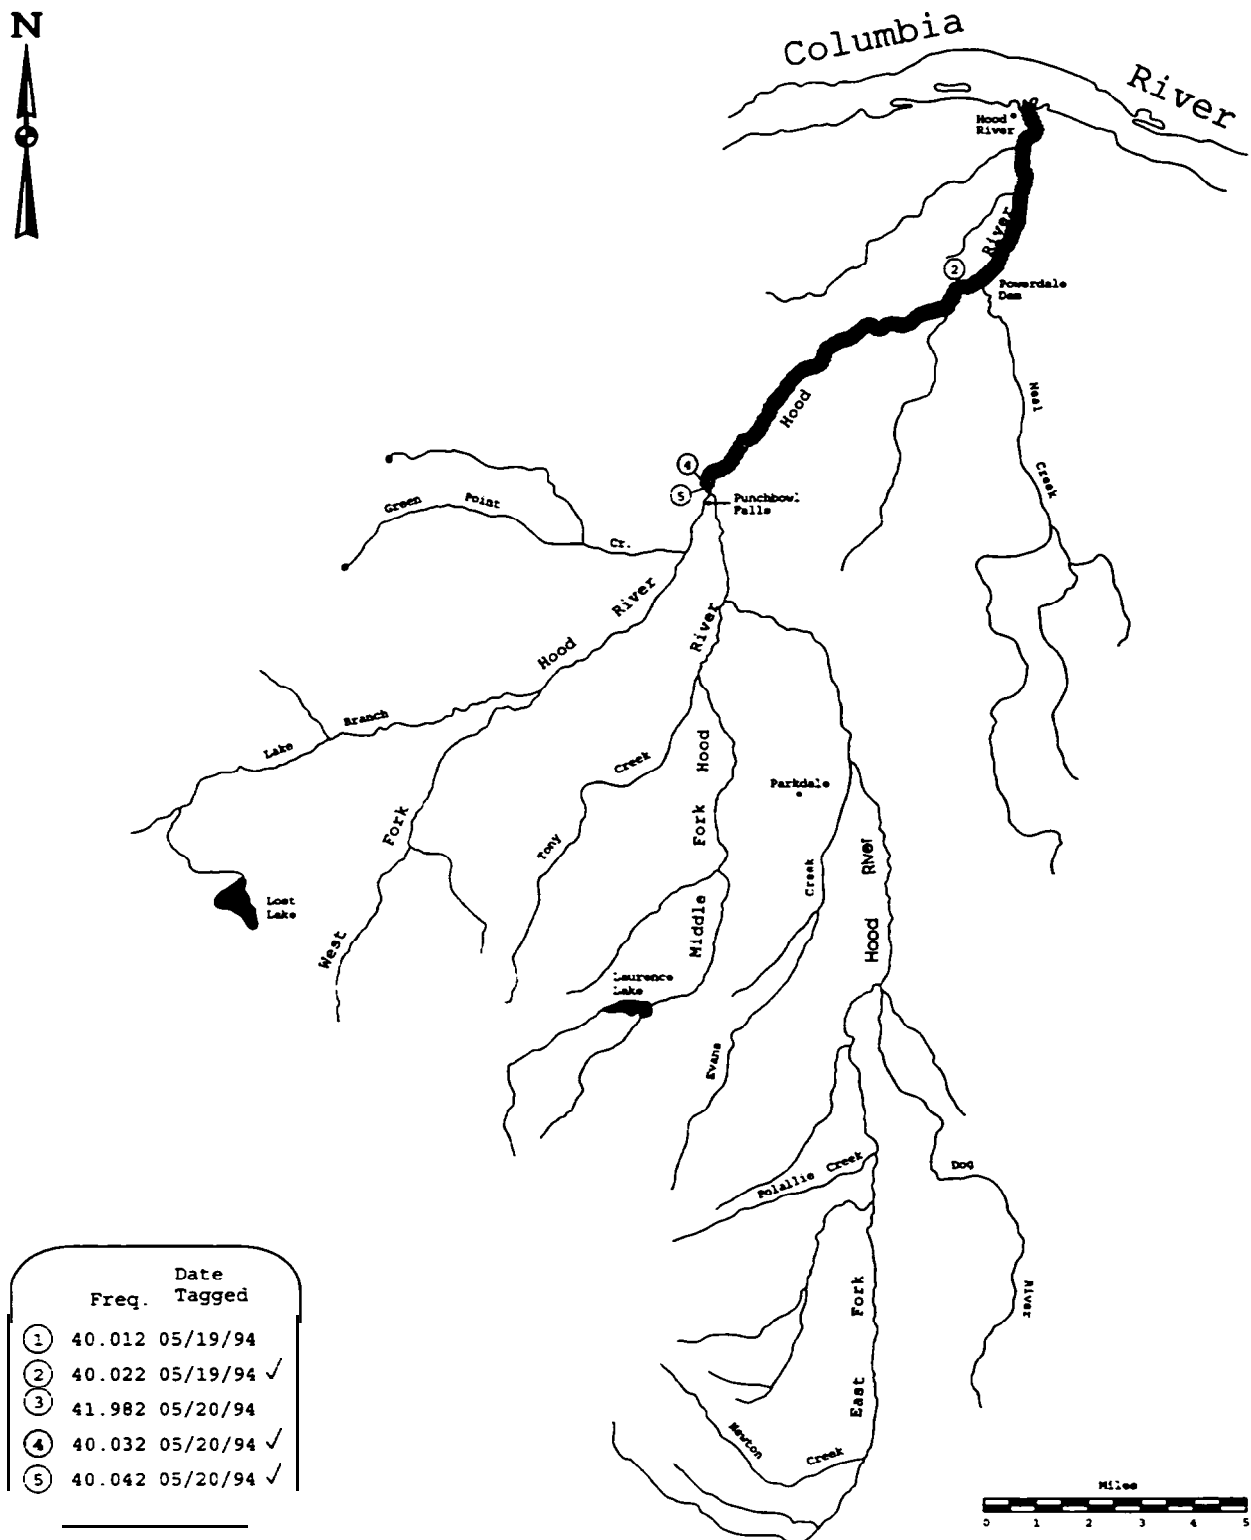 N
Columbia
River
Hood
River
River
2
Powerdale
Dam
Hood
Neal
Creek
4
5
Punchbowl
Falls
Green
Point
Cr.
River
Hood
River
Branch
Lake
Hood
Creek
Parkdale
Fork
Fork
Tony
River
Hood
Creek
Lost
Lake
West
Middle
Laurence
Lake
Evans
Dog
Polallie Creek
River
Fork
East
Newton
Creek
Date
Freq. Tagged
1 40.012 05/19/94
2 40.022 05/19/94 ✓
3 41.982 05/20/94
4 40.032 05/20/94 ✓
5 40.042 05/20/94 ✓
Miles
0 1 2 3 4 5